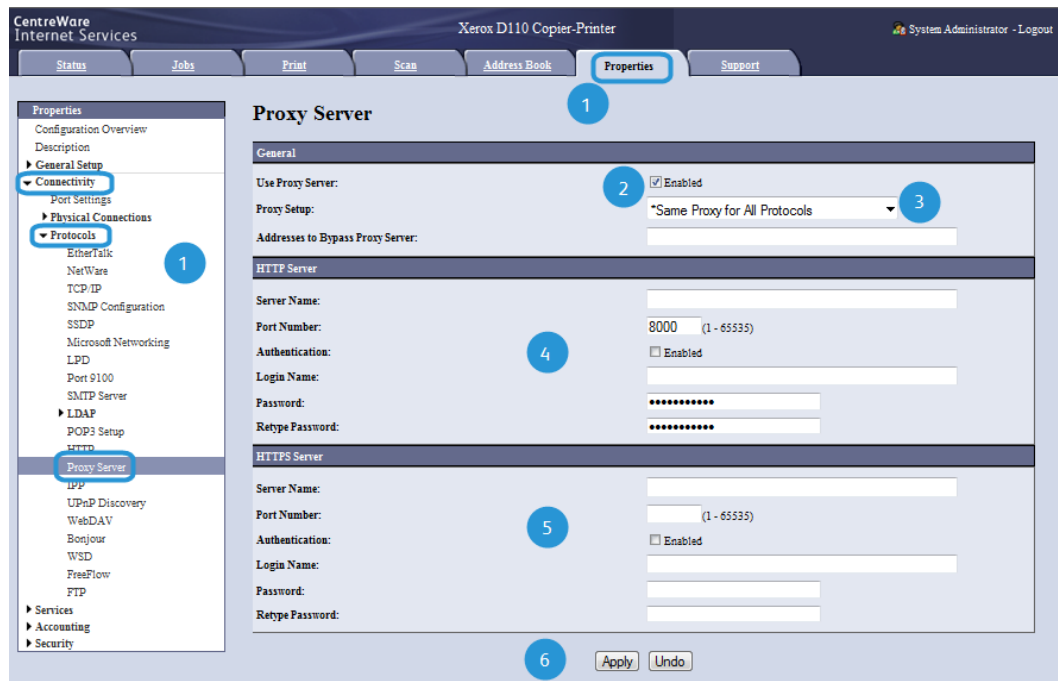 CentreWare
Internet Services
Xerox D110 Copier-Printer
System Administrator - Logout
Status
Jobs
Print
Scan
Address Book
Properties
Support
1
Properties
Configuration Overview
Description
General Setup
Connectivity
Port Settings
Physical Connections
Protocols
1
EtherTalk
NetWare
TCP/IP
SNMP Configuration
SSDP
Microsoft Networking
LPD
Port 9100
SMTP Server
LDAP
POP3 Setup
HTTP
Proxy Server
IPP
UPnP Discovery
WebDAV
Bonjour
WSD
FreeFlow
FTP
Services
Accounting
Security
Proxy Server
General
Use Proxy Server: 2 Enabled
Proxy Setup: *Same Proxy for All Protocols 3
Addresses to Bypass Proxy Server:
HTTP Server
Server Name:
Port Number: 8000 (1 - 65535)
Authentication: 4 Enabled
Login Name:
Password: •••••••••••
Retype Password: •••••••••••
HTTPS Server
Server Name:
Port Number: (1 - 65535)
5
Authentication: Enabled
Login Name:
Password:
Retype Password:
6 Apply Undo